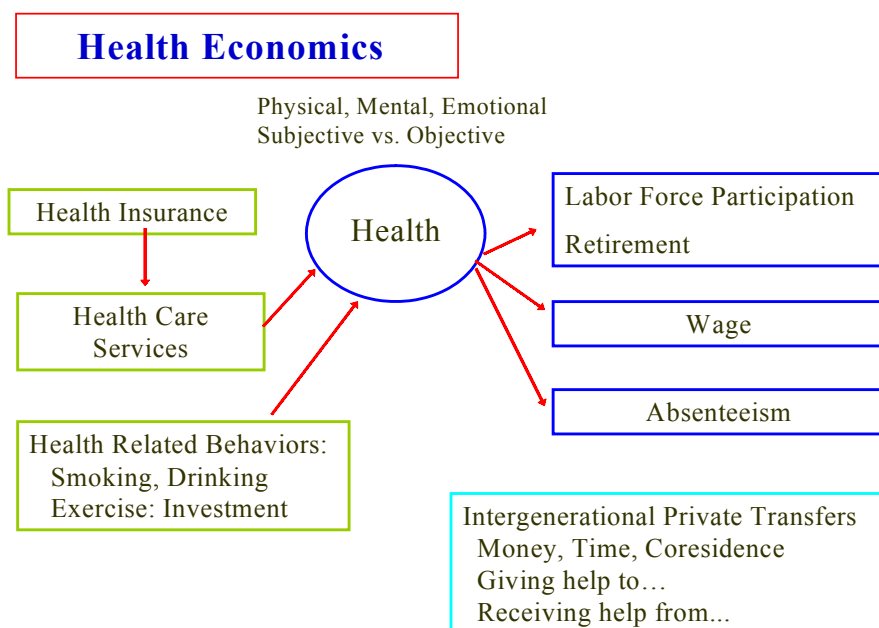 Health Economics
Physical, Mental, Emotional
Subjective vs. Objective
Health Insurance
Health
Labor Force Participation
Retirement
Health Care
Services
Wage
Absenteeism
Health Related Behaviors:
Smoking, Drinking
Exercise: Investment
Intergenerational Private Transfers
Money, Time, Coresidence
Giving help to…
Receiving help from...